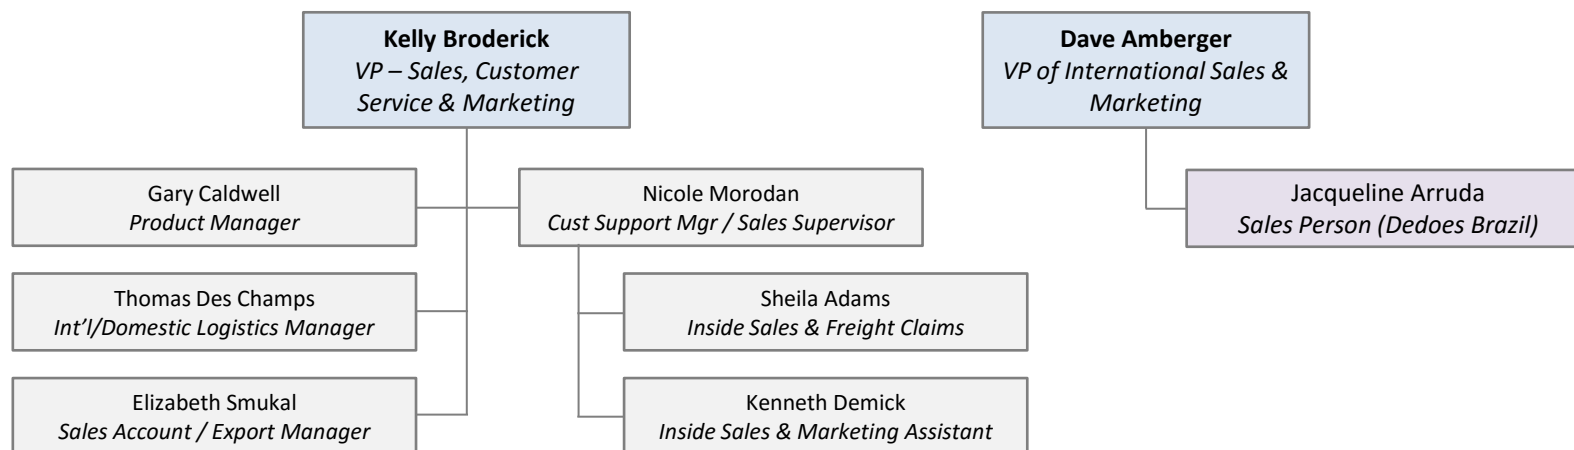 Kelly Broderick
VP – Sales, Customer
Service & Marketing
Dave Amberger
VP of International Sales &
Marketing
Gary Caldwell
Product Manager
Nicole Morodan
Cust Support Mgr / Sales Supervisor
Jacqueline Arruda
Sales Person (Dedoes Brazil)
Thomas Des Champs
Int’l/Domestic Logistics Manager
Sheila Adams
Inside Sales & Freight Claims
Elizabeth Smukal
Sales Account / Export Manager
Kenneth Demick
Inside Sales & Marketing Assistant